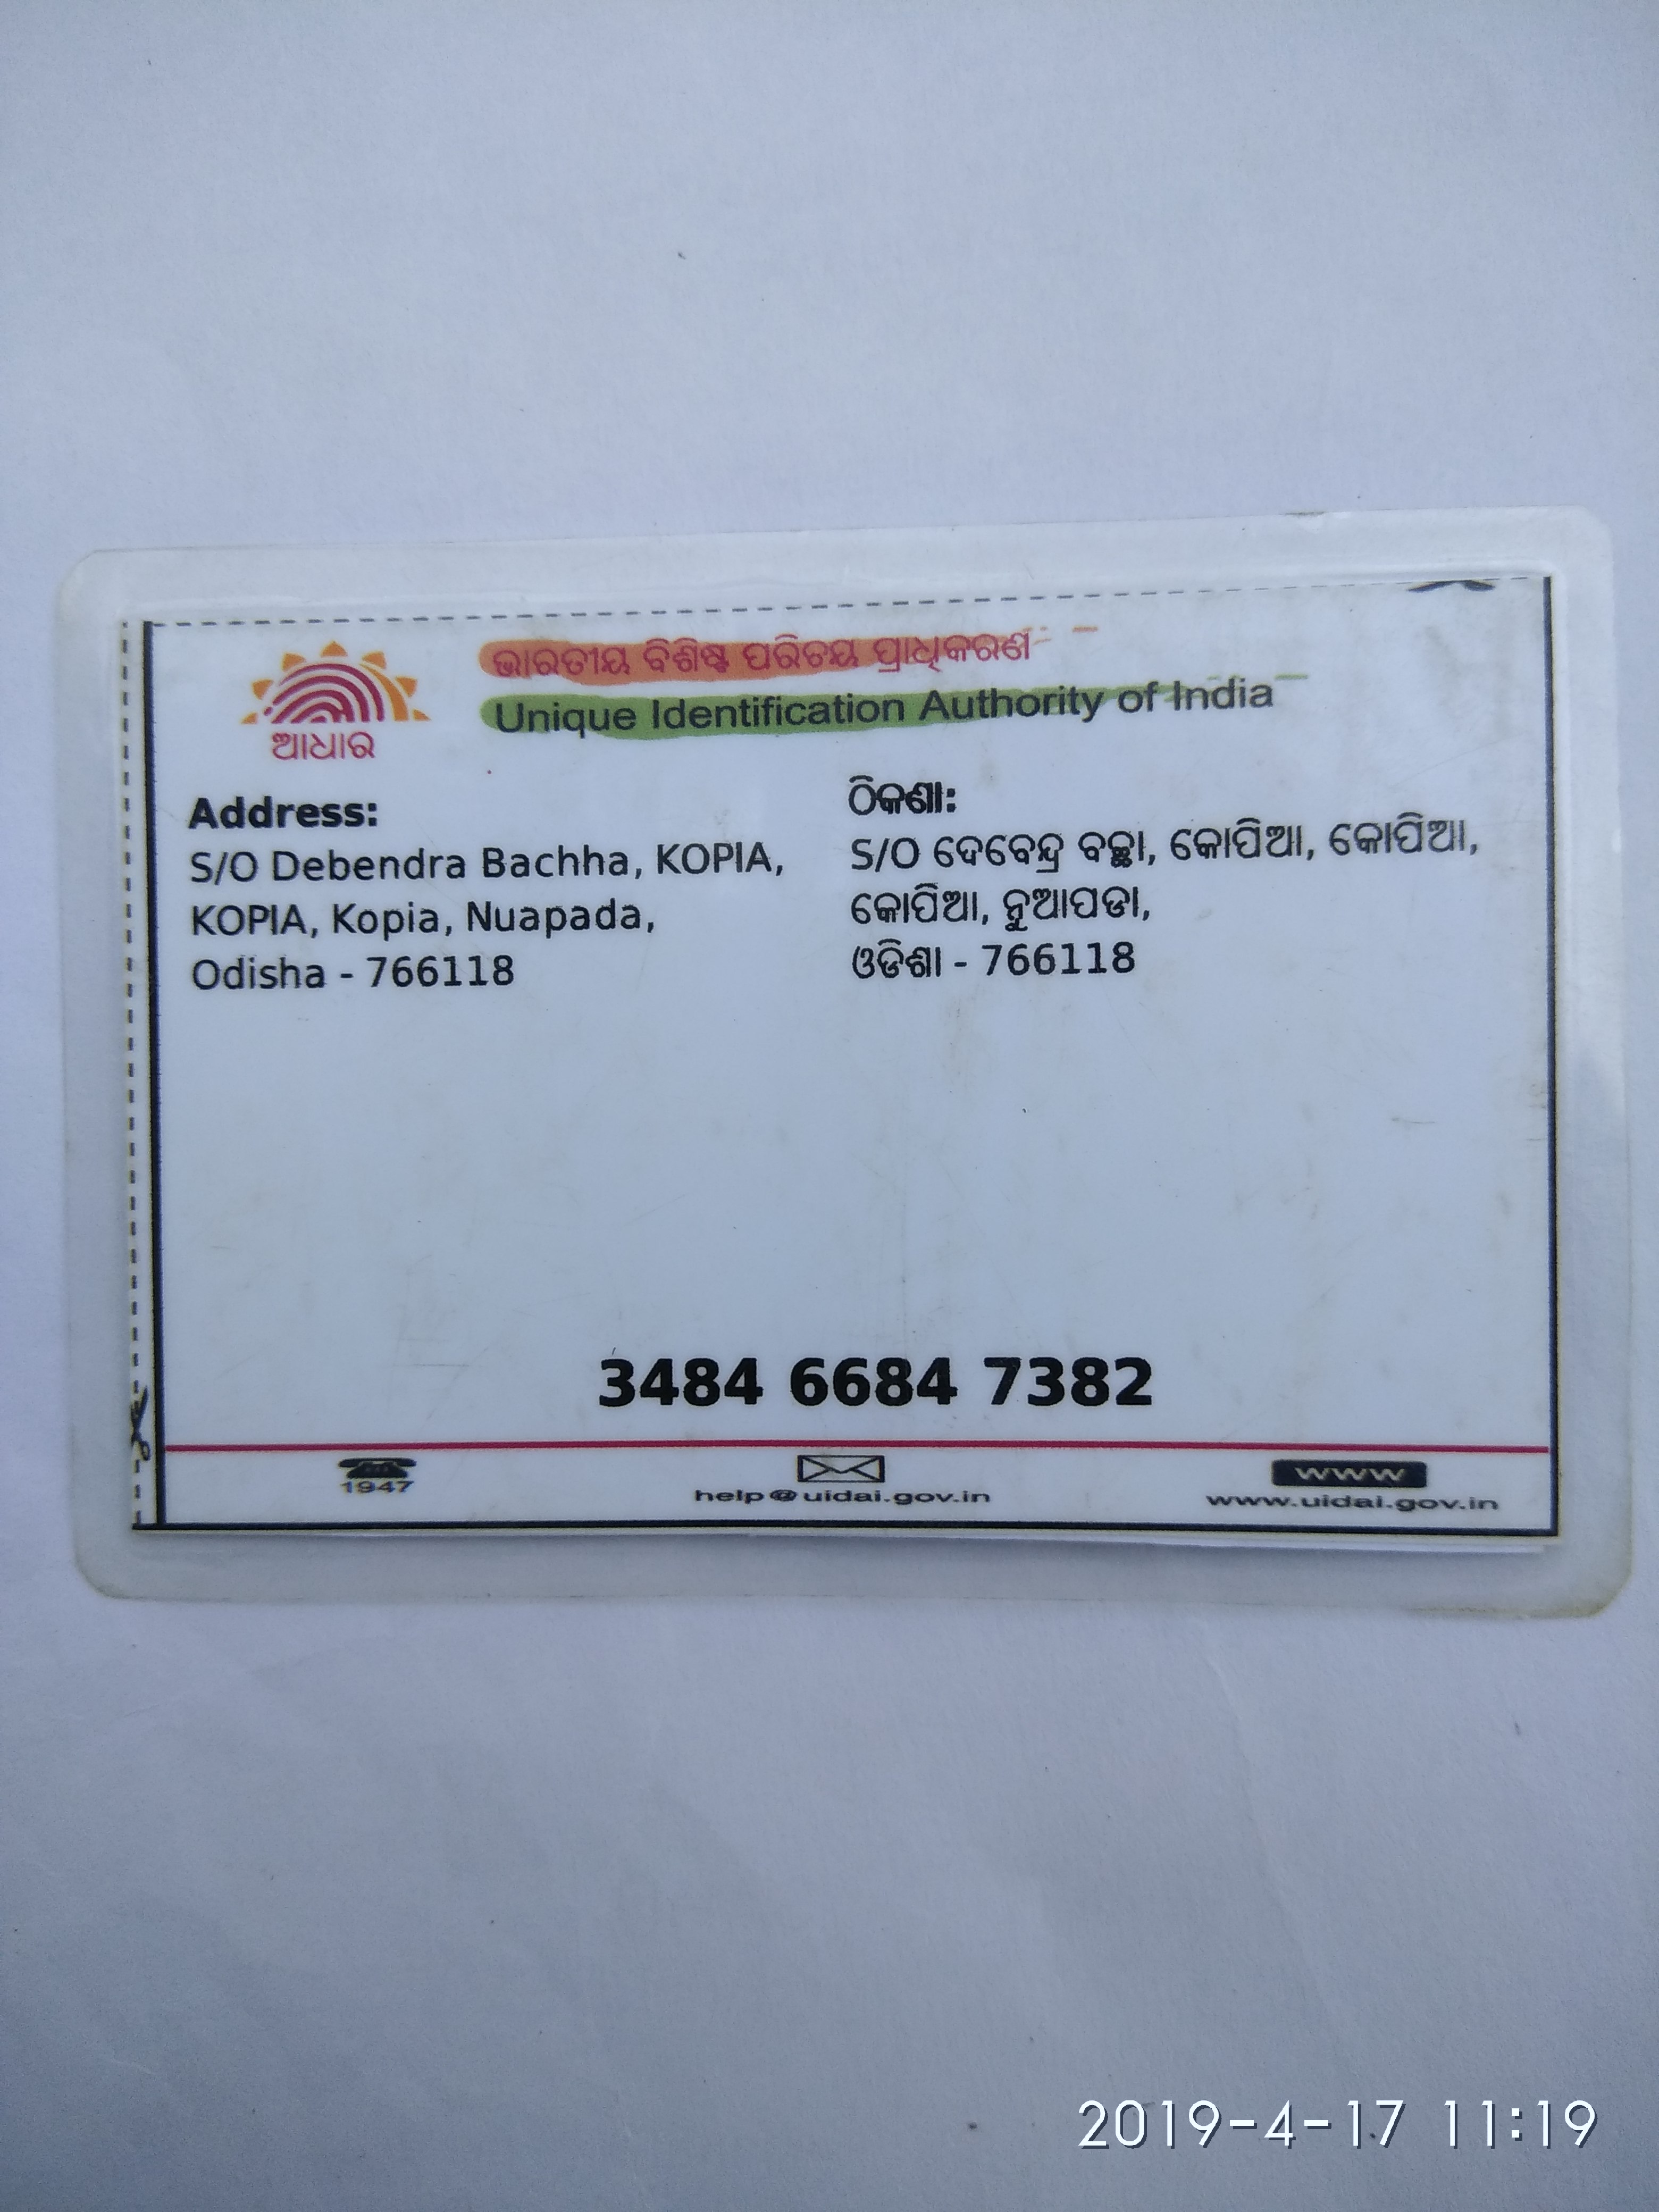 ଭାରତୀୟ ବିଶିଷ୍ଟ ପରିଚୟ ପ୍ରାଧିକରଣ
Unique Identification Authority of India
ଆଧାର
Address:
S/O Debendra Bachha, KOPIA,
KOPIA, Kopia, Nuapada,
Odisha - 766118
ଠିକଣା:
S/O ଦେବେନ୍ଦ୍ର ବଚ୍ଛା, କୋପିଆ, କୋପିଆ,
କୋପିଆ, ନୁଆପଡା,
ଓଡିଶା - 766118
3484 6684 7382
1947
help@uidai.gov.in
www
www.uidai.gov.in
2019-4-17 11:19